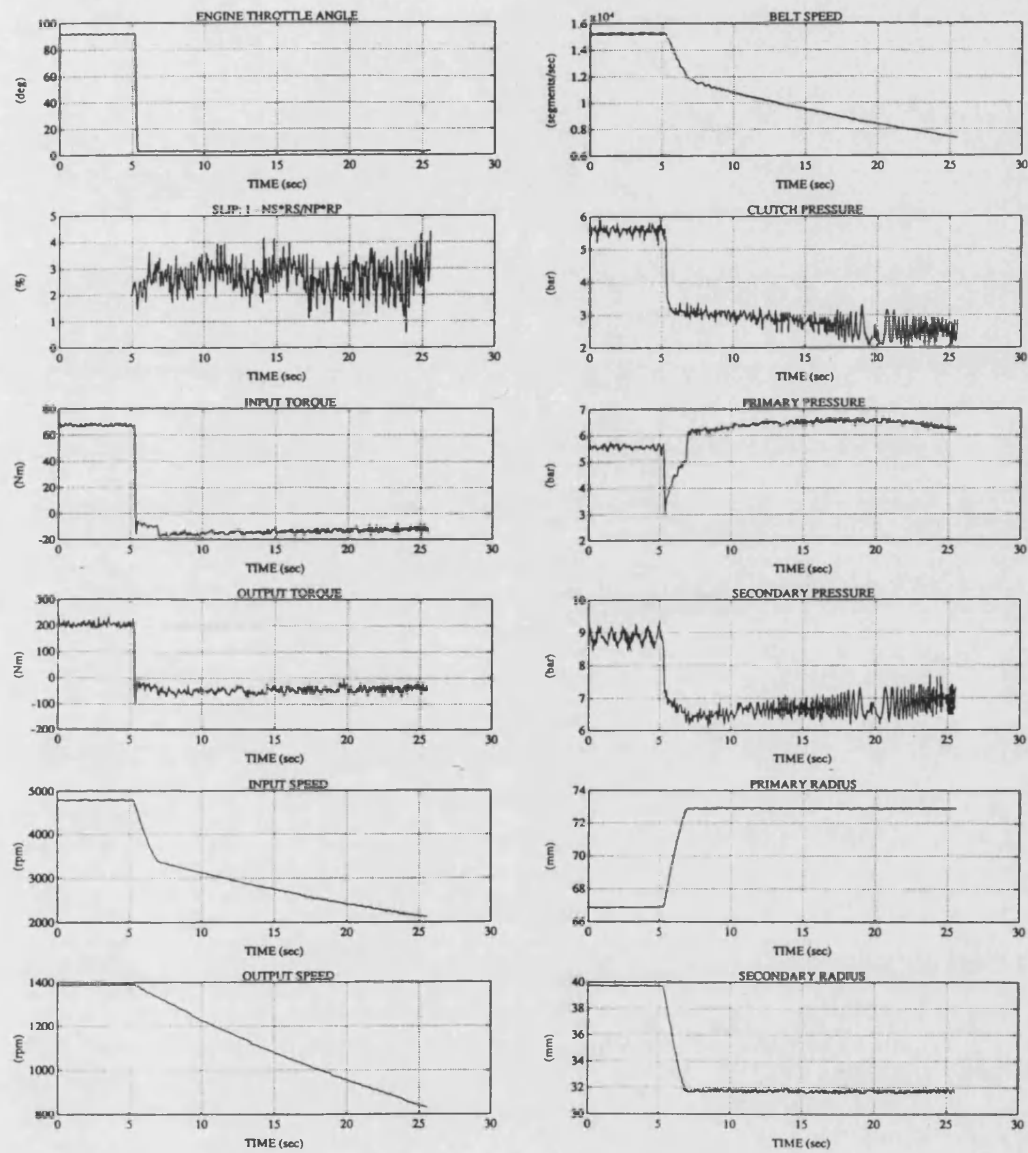 ENGINE THROTTLE ANGLE
100
80
60
40
20
0
(deg)
0 5 10 15 20 25 30
TIME (sec)
BELT SPEED
x10⁴
1.6
1.4
1.2
1
0.8
0.6
(segments/sec)
0 5 10 15 20 25 30
TIME (sec)
SLIP: 1 - NS*RS/NP*RP
5
4
3
2
1
0
(%)
0 5 10 15 20 25 30
TIME (sec)
CLUTCH PRESSURE
6
5
4
3
2
(bar)
0 5 10 15 20 25 30
TIME (sec)
INPUT TORQUE
80
60
40
20
0
-20
(Nm)
0 5 10 15 20 25 30
TIME (sec)
PRIMARY PRESSURE
7
6
5
4
3
2
(bar)
0 5 10 15 20 25 30
TIME (sec)
OUTPUT TORQUE
300
200
100
0
-100
-200
(Nm)
0 5 10 15 20 25 30
TIME (sec)
SECONDARY PRESSURE
10
9
8
7
6
(bar)
0 5 10 15 20 25 30
TIME (sec)
INPUT SPEED
5000
4000
3000
2000
(rpm)
0 5 10 15 20 25 30
TIME (sec)
PRIMARY RADIUS
74
72
70
68
66
(mm)
0 5 10 15 20 25 30
TIME (sec)
OUTPUT SPEED
1400
1200
1000
800
(rpm)
0 5 10 15 20 25 30
TIME (sec)
SECONDARY RADIUS
40
38
36
34
32
30
(mm)
0 5 10 15 20 25 30
TIME (sec)